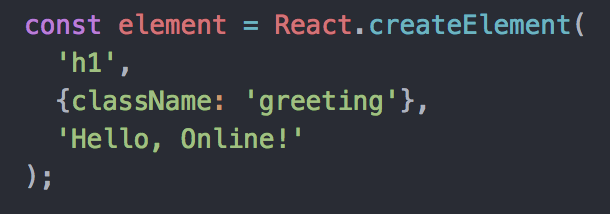 const element = React.createElement(
  'h1',
  {className: 'greeting'},
  'Hello, Online!'
);